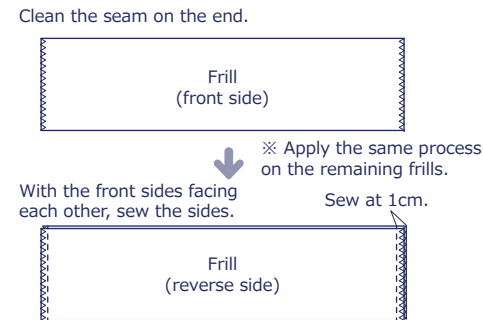 Clean the seam on the end.
Frill
(front side)
※ Apply the same process
on the remaining frills.
With the front sides facing
each other, sew the sides.
Sew at 1cm.
Frill
(reverse side)